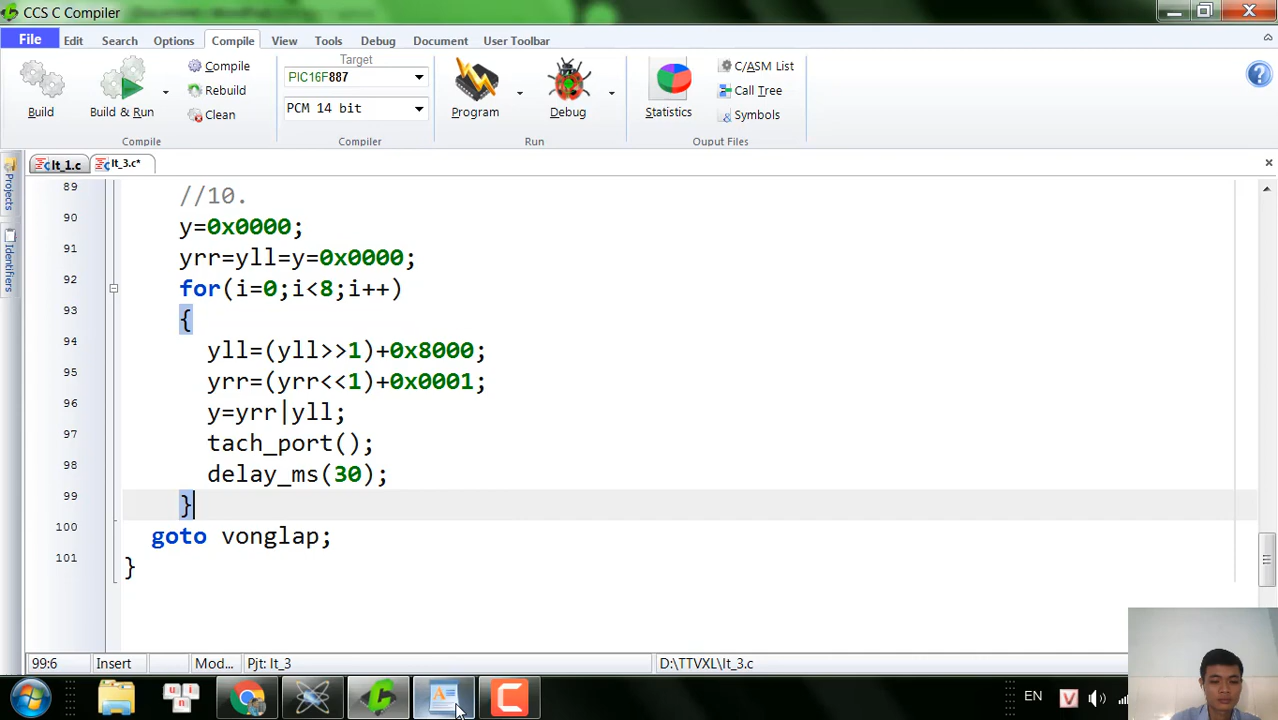 CCS C Compiler
File Edit Search Options Compile View Tools Debug Document User Toolbar
Build
Build & Run
Compile
Rebuild
Clean
Compile
Target
PIC16F887
PCM 14 bit
Compiler
Program
Debug
Run
Statistics
C/ASM List
Call Tree
Symbols
Ouput Files
lt_1.c lt_3.c*
Projects
Identifiers
89 //10.
90 y=0x0000;
91 yrr=yll=y=0x0000;
92 for(i=0;i<8;i++)
93 {
94 yll=(yll>>1)+0x8000;
95 yrr=(yrr<<1)+0x0001;
96 y=yrr|yll;
97 tach_port();
98 delay_ms(30);
99 }
100 goto vonglap;
101 }
99:6 Insert Mod... Pjt: lt_3 D:\TTVXL\lt_3.c
EN